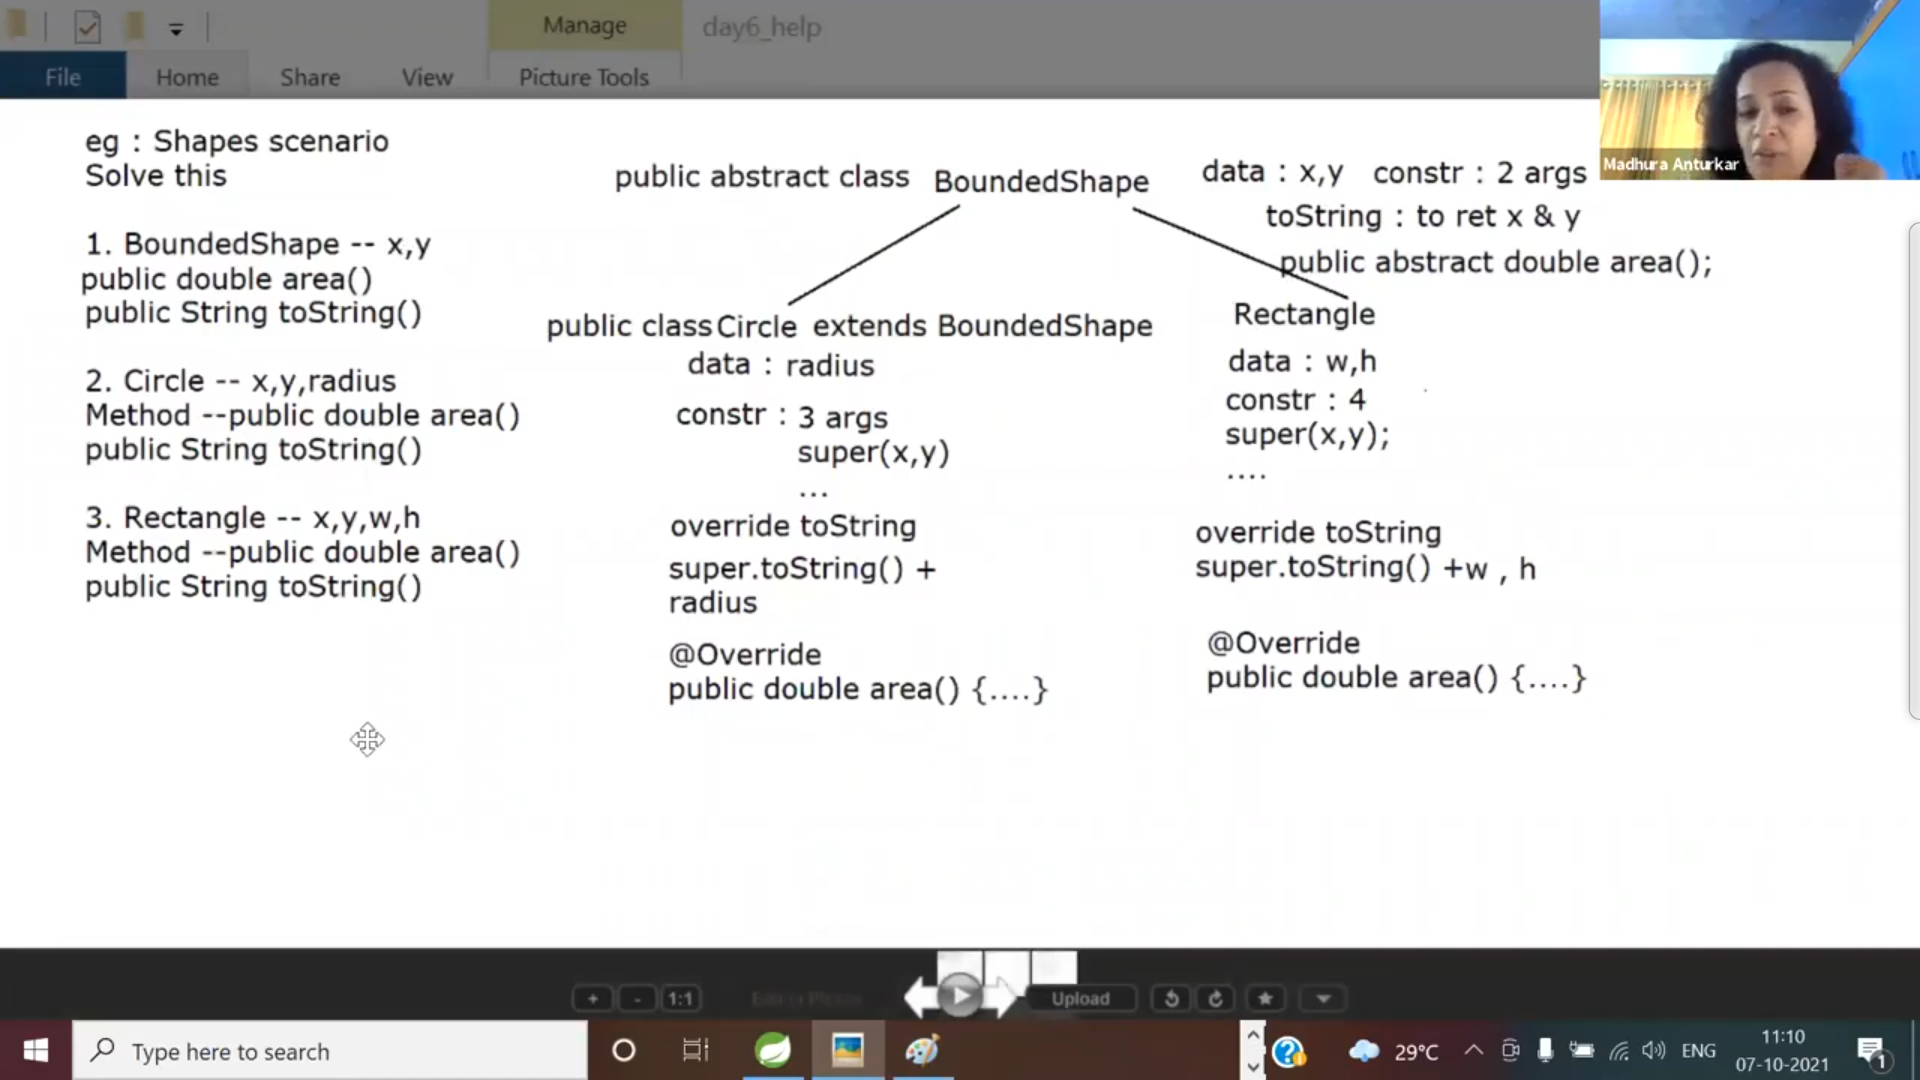 Manage
day6_help
File
Home
Share
View
Picture Tools
Madhura Anturkar
eg : Shapes scenario
Solve this
1. BoundedShape -- x,y
public double area()
public String toString()
2. Circle -- x,y,radius
Method --public double area()
public String toString()
3. Rectangle -- x,y,w,h
Method --public double area()
public String toString()
public abstract class BoundedShape
data : x,y constr : 2 args
toString : to ret x & y
public abstract double area();
public class Circle extends BoundedShape
data : radius
constr : 3 args
super(x,y)
...
override toString
super.toString() +
radius
@Override
public double area() {....}
Rectangle
data : w,h
constr : 4
super(x,y);
....
override toString
super.toString() +w , h
@Override
public double area() {....}
+
-
1:1
Upload
Type here to search
29°C
ENG
11:10
07-10-2021
1